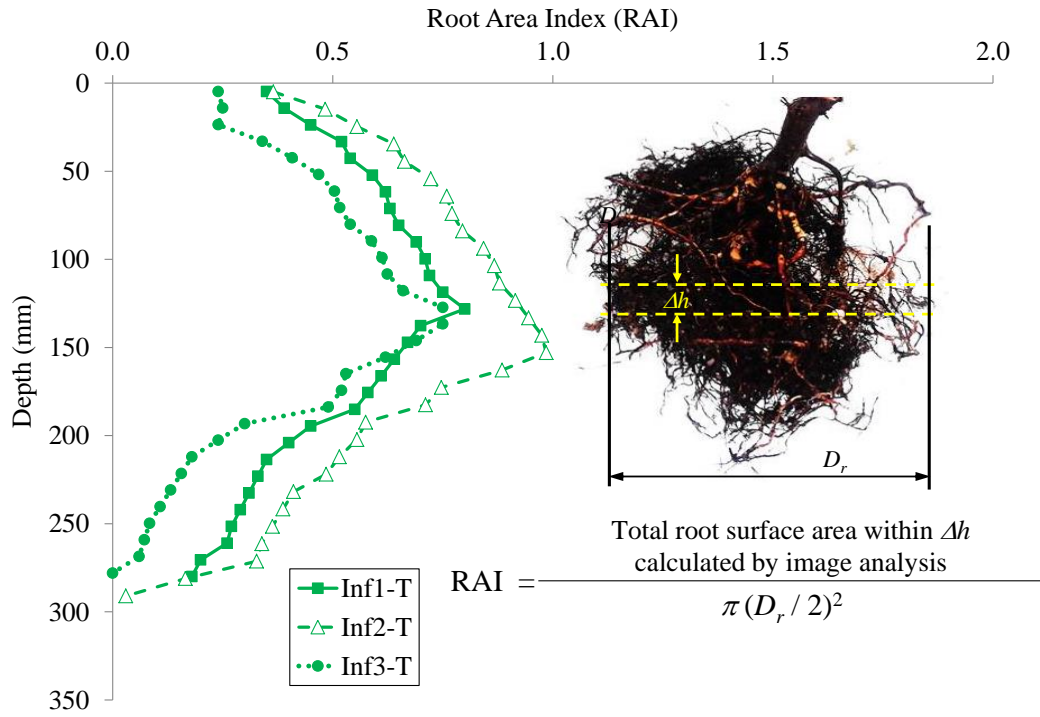 Root Area Index (RAI)
0.0 0.5 1.0 1.5 2.0
0
50
100
150
200
250
300
350
Depth (mm)
D
Δh
D_r
Inf1-T
Inf2-T
Inf3-T
Total root surface area within Δh
calculated by image analysis
RAI =
π (D_r / 2)²